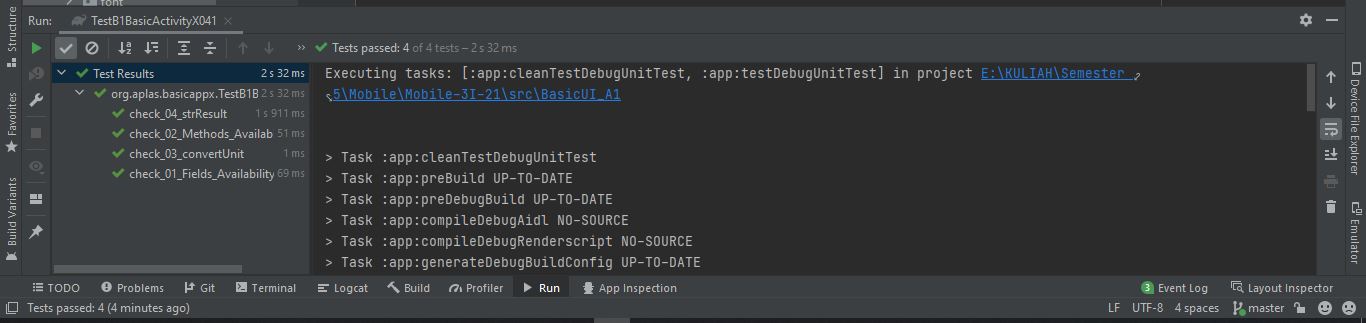 font
Run: TestB1BasicActivityX041
Tests passed: 4 of 4 tests – 2 s 32 ms
Test Results 2 s 32 ms
org.aplas.basicappx.TestB1B 2 s 32 ms
check_04_strResult 1 s 911 ms
check_02_Methods_Availab 51 ms
check_03_convertUnit 1 ms
check_01_Fields_Availability 69 ms
Executing tasks: [:app:cleanTestDebugUnitTest, :app:testDebugUnitTest] in project E:\KULIAH\Semester
5\Mobile\Mobile-3I-21\src\BasicUI_A1
> Task :app:cleanTestDebugUnitTest
> Task :app:preBuild UP-TO-DATE
> Task :app:preDebugBuild UP-TO-DATE
> Task :app:compileDebugAidl NO-SOURCE
> Task :app:compileDebugRenderscript NO-SOURCE
> Task :app:generateDebugBuildConfig UP-TO-DATE
Structure
Favorites
Build Variants
Device File Explorer
Emulator
TODO Problems Git Terminal Logcat Build Profiler Run App Inspection 3 Event Log Layout Inspector
Tests passed: 4 (4 minutes ago) LF UTF-8 4 spaces master